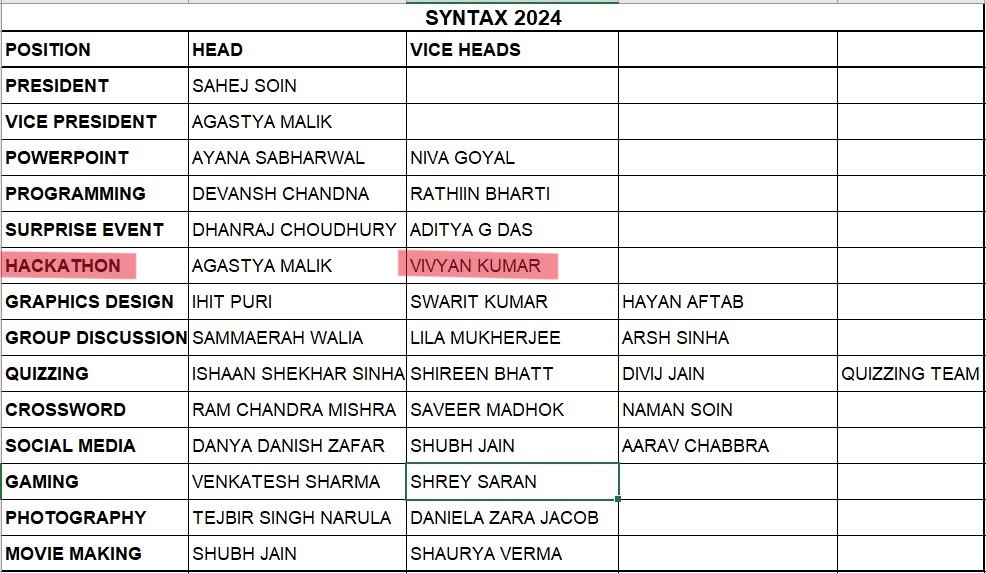 SYNTAX 2024
POSITION HEAD VICE HEADS
PRESIDENT SAHEJ SOIN
VICE PRESIDENT AGASTYA MALIK
POWERPOINT AYANA SABHARWAL NIVA GOYAL
PROGRAMMING DEVANSH CHANDNA RATHIIN BHARTI
SURPRISE EVENT DHANRAJ CHOUDHURY ADITYA G DAS
HACKATHON AGASTYA MALIK VIVYAN KUMAR
GRAPHICS DESIGN IHIT PURI SWARIT KUMAR HAYAN AFTAB
GROUP DISCUSSION SAMMAERAH WALIA LILA MUKHERJEE ARSH SINHA
QUIZZING ISHAAN SHEKHAR SINHA SHIREEN BHATT DIVIJ JAIN QUIZZING TEAM
CROSSWORD RAM CHANDRA MISHRA SAVEER MADHOK NAMAN SOIN
SOCIAL MEDIA DANYA DANISH ZAFAR SHUBH JAIN AARAV CHABBRA
GAMING VENKATESH SHARMA SHREY SARAN
PHOTOGRAPHY TEJBIR SINGH NARULA DANIELA ZARA JACOB
MOVIE MAKING SHUBH JAIN SHAURYA VERMA